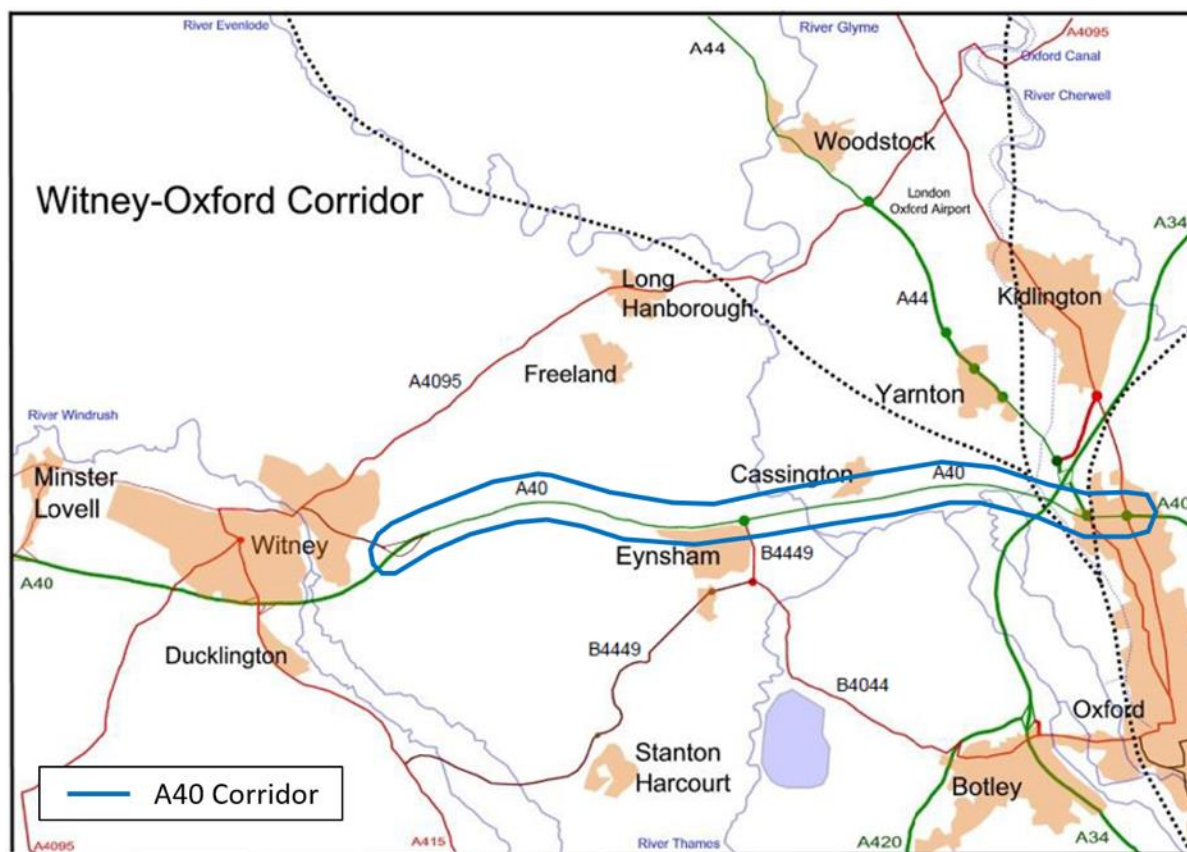 River Evenlode
A44
River Glyme
A4095
Oxford Canal
River Cherwell
Woodstock
Witney-Oxford Corridor
London
Oxford Airport
A34
Long
Hanborough
A44
Kidlington
Freeland
A4095
Yarnton
River Windrush
Minster
Lovell
Cassington
A40
A40
A40
Witney
Eynsham
B4449
A40
Ducklington
B4449
B4044
Oxford
Stanton
Harcourt
Botley
A40 Corridor
A4095
A415
River Thames
A420
A34